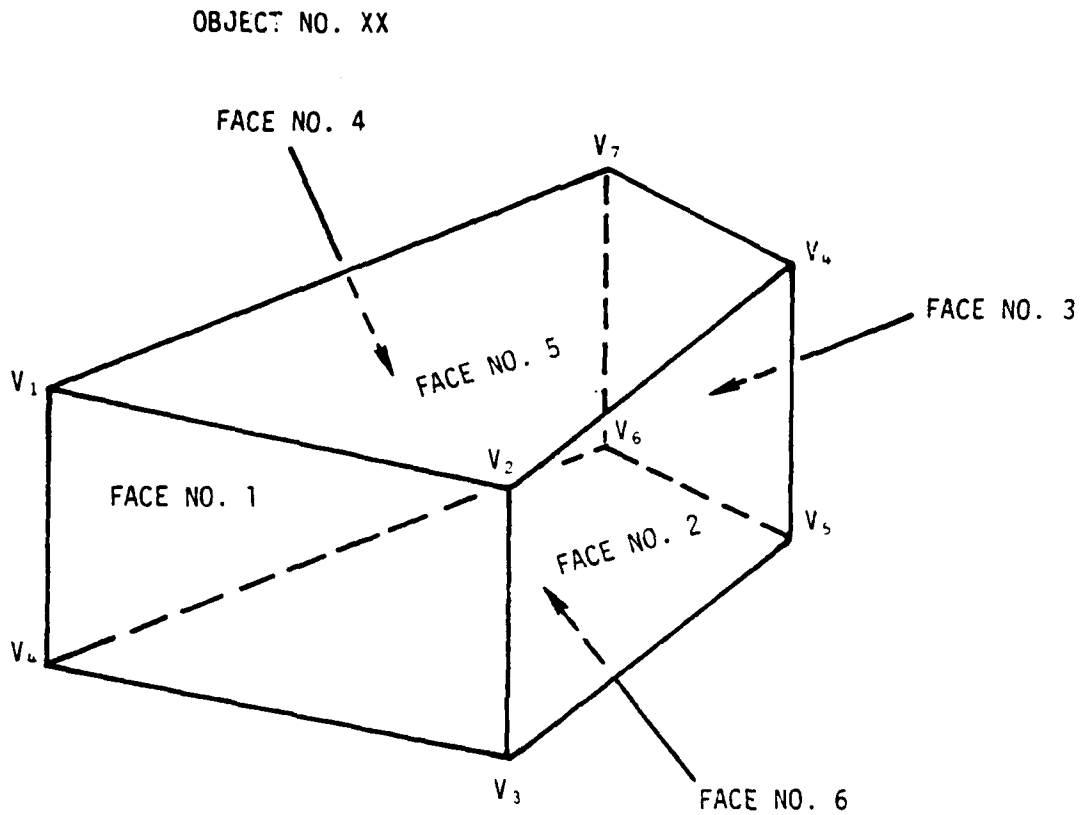 OBJECT NO. XX
FACE NO. 4
V₇
V₄
FACE NO. 3
V₁
FACE NO. 5
V₆
V₂
FACE NO. 1
V₅
FACE NO. 2
V₄
V₃
FACE NO. 6